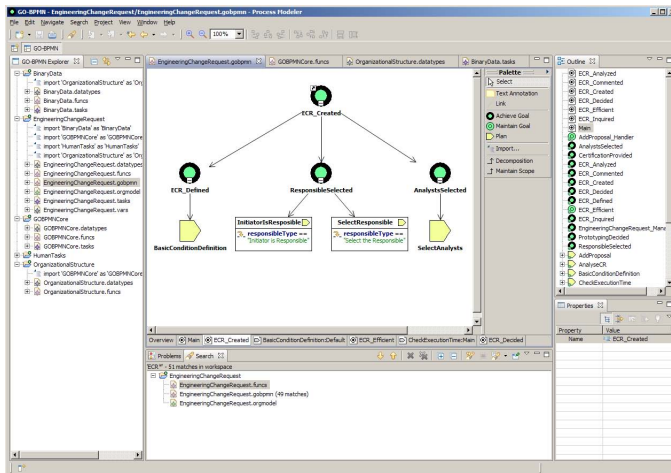 GO-BPMN - EngineeringChangeRequest/EngineeringChangeRequest.gobpmn - Process Modeler
File Edit Navigate Search Project View Window Help
100%
GO-BPMN
GO-BPMN Explorer
BinaryData
import 'OrganizationalStructure' as 'Org
BinaryData.datatypes
BinaryData.funcs
BinaryData.tasks
EngineeringChangeRequest
import 'BinaryData' as 'BinaryData'
import 'GOBPMNCore' as 'GOBPMNCore
import 'HumanTasks' as 'HumanTasks'
import 'OrganizationalStructure' as 'Org
EngineeringChangeRequest.datatypes
EngineeringChangeRequest.funcs
EngineeringChangeRequest.gobpmn
EngineeringChangeRequest.orgmodel
EngineeringChangeRequest.tasks
EngineeringChangeRequest.vars
GOBPMNCore
GOBPMNCore.datatypes
GOBPMNCore.funcs
GOBPMNCore.tasks
HumanTasks
OrganizationalStructure
import 'GOBPMNCore' as 'GOBPMNCore
OrganizationalStructure.datatypes
OrganizationalStructure.funcs
EngineeringChangeRequest.gobpmn GOBPMNCore.funcs OrganizationalStructure.datatypes BinaryData.tasks
ECR_Created
ECR_Defined ResponsibleSelected AnalystsSelected
BasicConditionDefinition
InitiatorIsResposible
responsibleType ==
"Initiator is Responsible"
SelectResponsible
responsibleType ==
"Select the Responsible"
SelectAnalysts
Palette
Select
Text Annotation
Link
Achieve Goal
Maintain Goal
Plan
Import...
Decomposition
Maintain Scope
Overview Main ECR_Created BasicConditionDefinition:Default ECR_Efficient CheckExecutionTime:Main ECR_Decided
Problems Search
'ECR*' - 51 matches in workspace
EngineeringChangeRequest
EngineeringChangeRequest.funcs
EngineeringChangeRequest.gobpmn (49 matches)
EngineeringChangeRequest.orgmodel
Outline
ECR_Analyzed
ECR_Commented
ECR_Created
ECR_Decided
ECR_Efficient
ECR_Inquired
Main
AddProposal_Handler
AnalystsSelected
CertificationProvided
ECR_Analyzed
ECR_Commented
ECR_Created
ECR_Decided
ECR_Defined
ECR_Efficient
ECR_Inquired
EngineeringChangeRequest_Mana
PrototypingDecided
ResponsibleSelected
AddProposal
AnalyseCR
BasicConditionDefinition
CheckExecutionTime
Properties
Property Value
Name ECR_Created